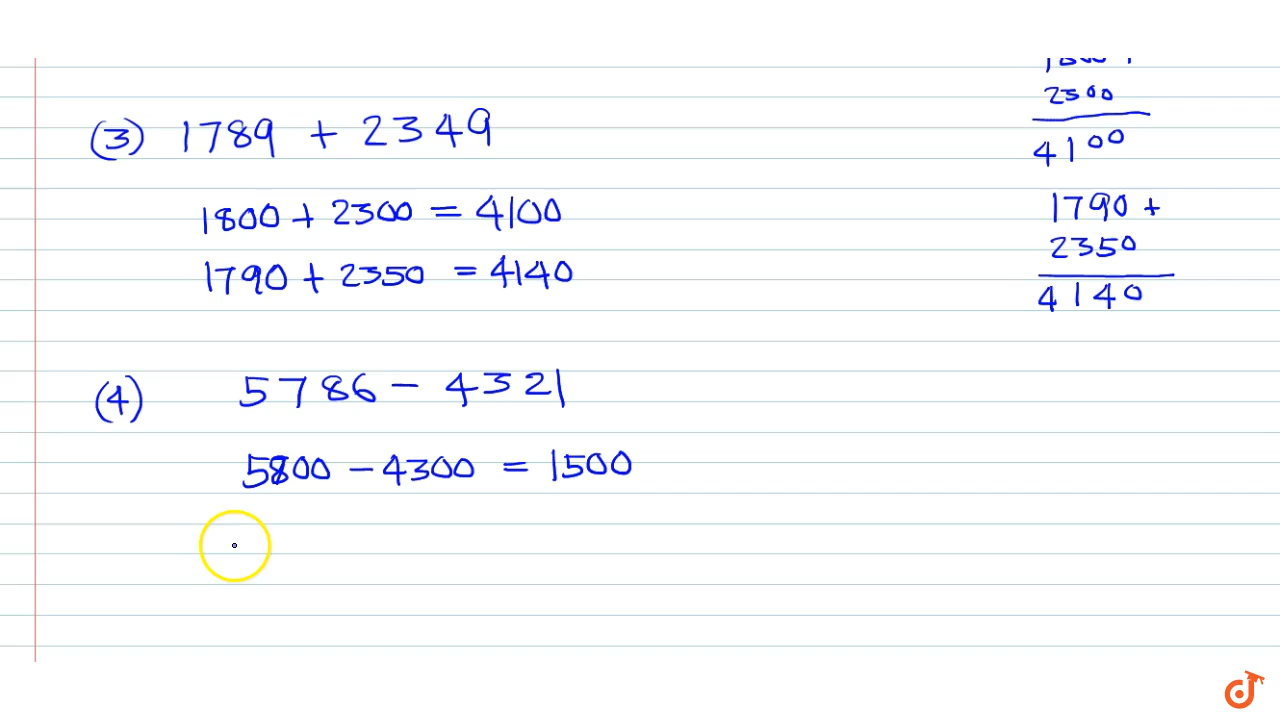 (3) 1789 + 2349
1800 + 2300 = 4100
1790 + 2350 = 4140
(4) 5786 - 4321
5800 - 4300 = 1500
2300
4100
1790 +
2350
4140